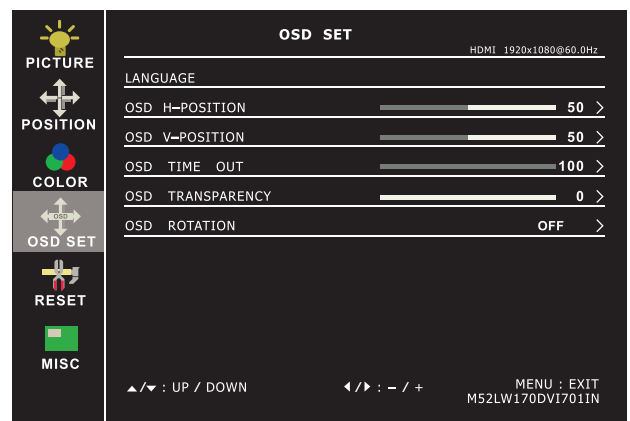 PICTURE
POSITION
COLOR
OSD
OSD SET
RESET
MISC
OSD SET
HDMI 1920x1080@60.0Hz
LANGUAGE
OSD H-POSITION 50
OSD V-POSITION 50
OSD TIME OUT 100
OSD TRANSPARENCY 0
OSD ROTATION OFF
▲/▼ : UP / DOWN ◀/▶ : - / + MENU : EXIT
M52LW170DVI701IN